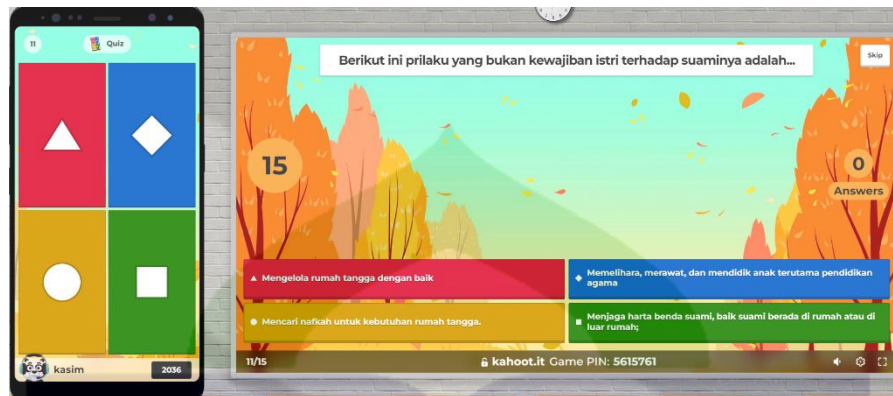 11
Quiz
kasim
2036
Berikut ini prilaku yang bukan kewajiban istri terhadap suaminya adalah...
Skip
15
0
Answers
Mengelola rumah tangga dengan baik
Memelihara, merawat, dan mendidik anak terutama pendidikan
agama
Mencari nafkah untuk kebutuhan rumah tangga.
Menjaga harta benda suami, baik suami berada di rumah atau di
luar rumah;
11/15
kahoot.it Game PIN: 5615761